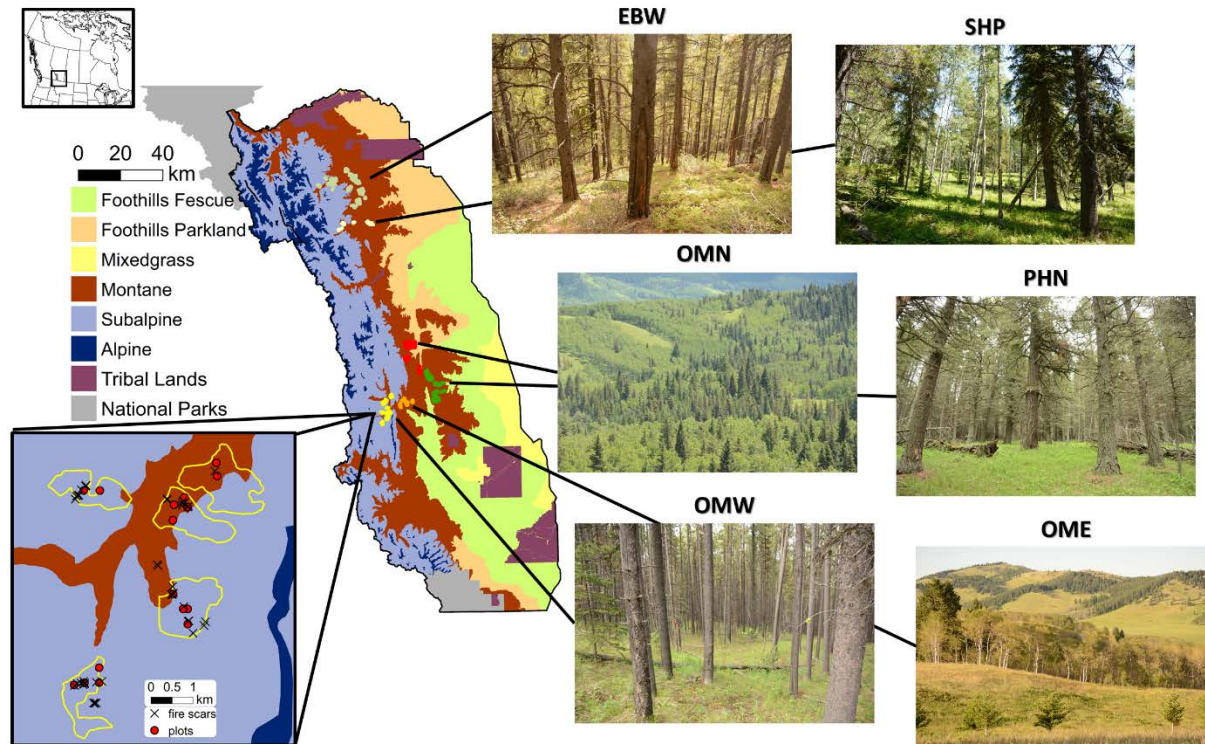 EBW
SHP
0 20 40
km
Foothills Fescue
Foothills Parkland
Mixedgrass
Montane
Subalpine
Alpine
Tribal Lands
National Parks
OMN
PHN
OMW
OME
0 0.5 1
km
fire scars
plots